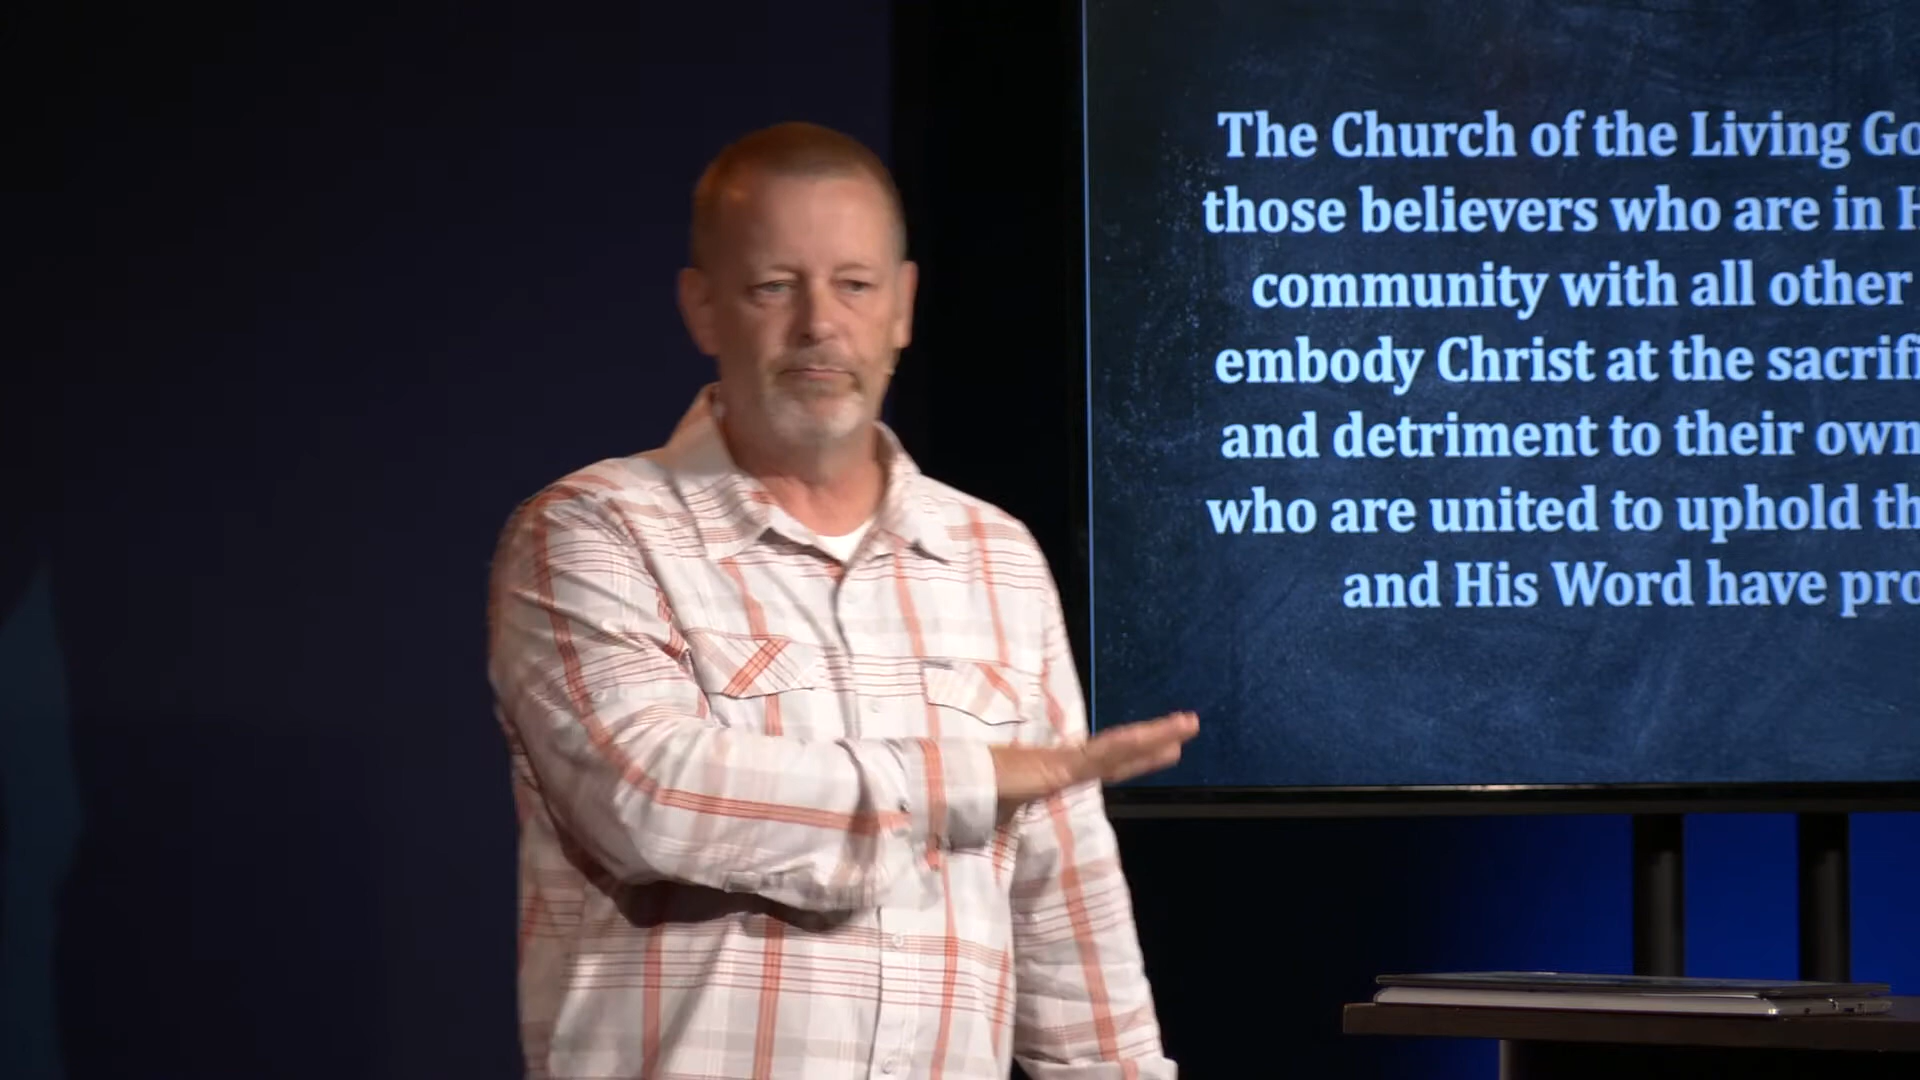 The Church of the Living Go
those believers who are in H
community with all other
embody Christ at the sacrifi
and detriment to their own
who are united to uphold th
and His Word have pro